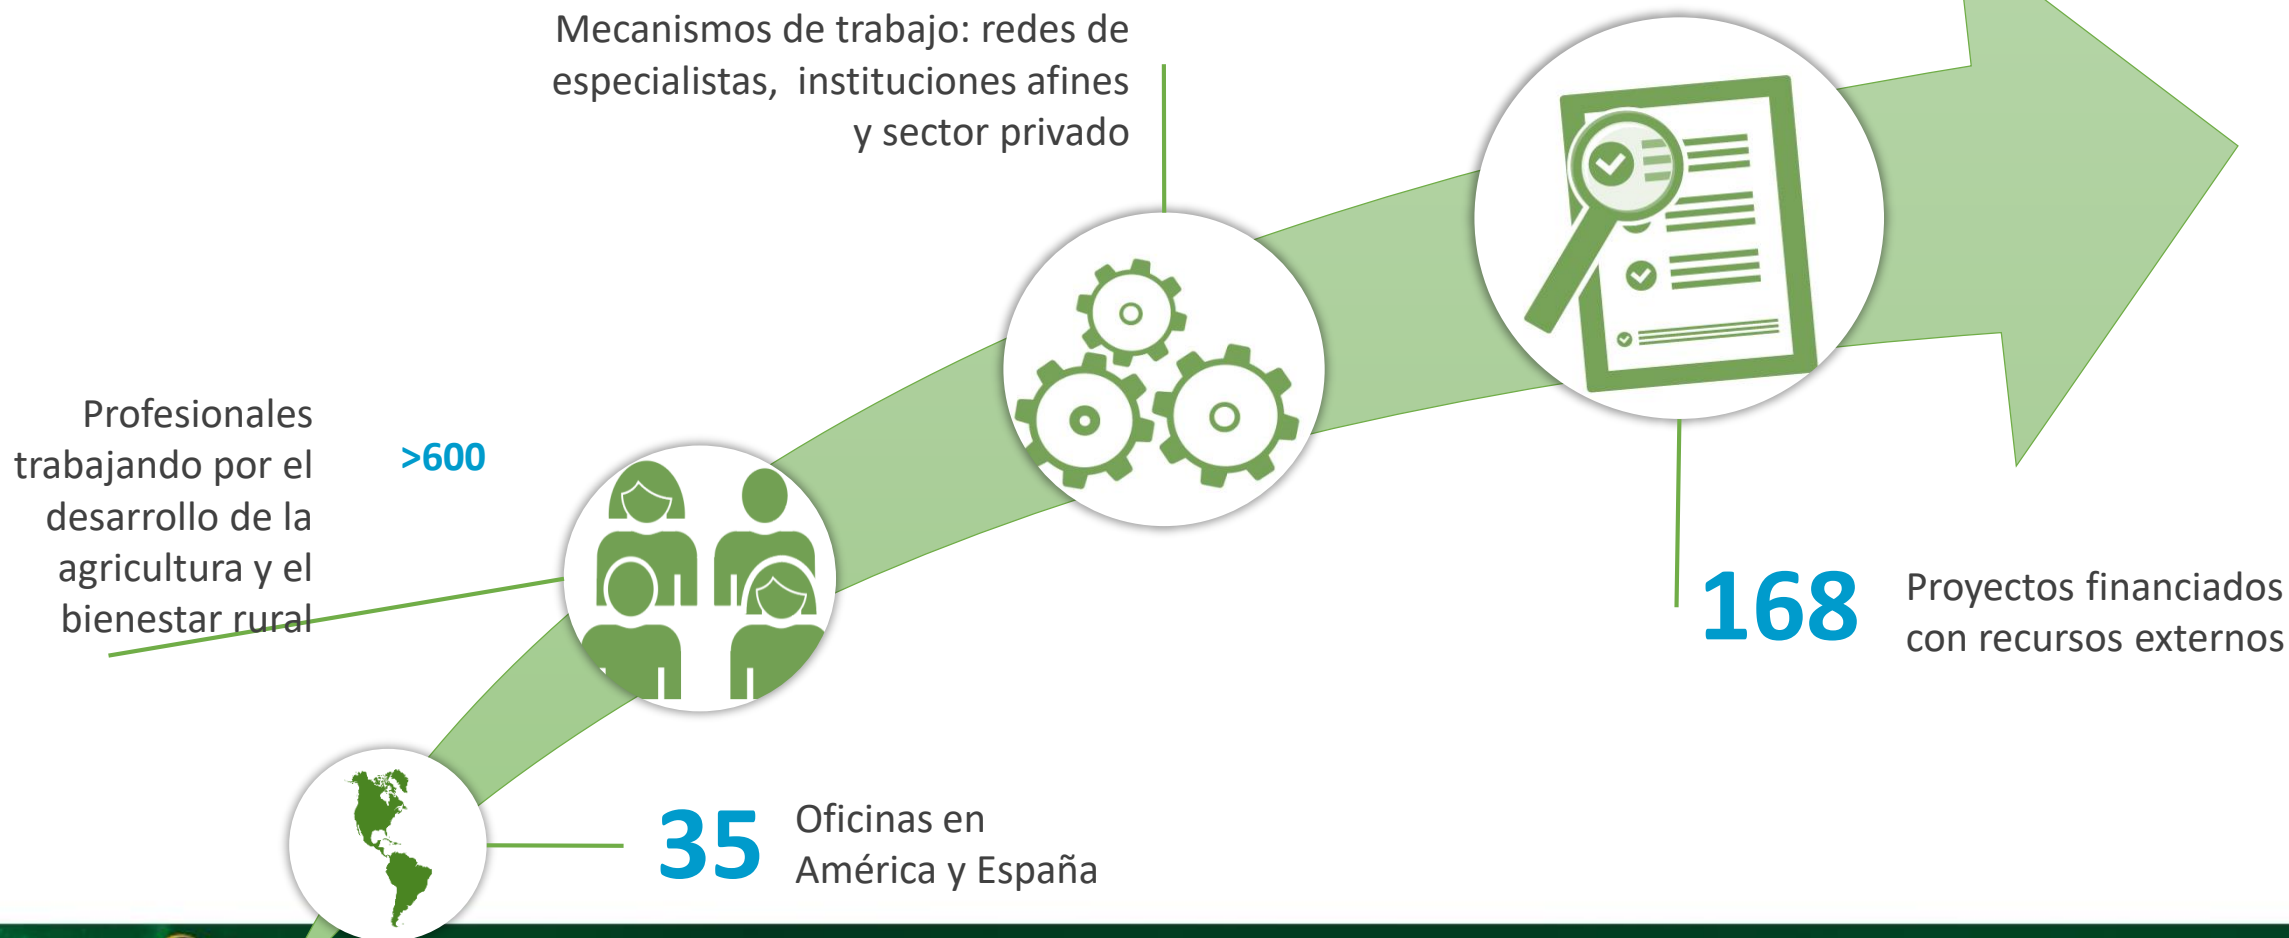 Mecanismos de trabajo: redes de
especialistas, instituciones afines
y sector privado
Profesionales
trabajando por el
desarrollo de la
agricultura y el
bienestar rural
>600
168
Proyectos financiados
con recursos externos
35
Oficinas en
América y España